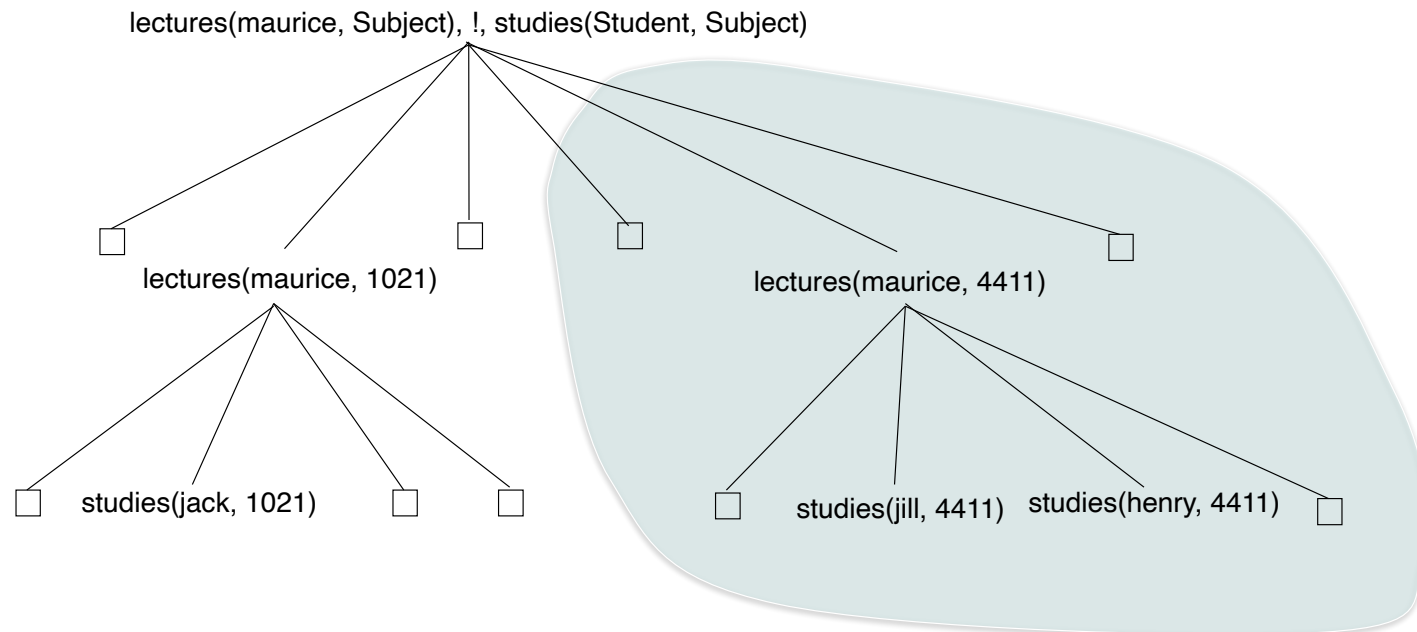 lectures(maurice, Subject), !, studies(Student, Subject)
lectures(maurice, 1021)
lectures(maurice, 4411)
studies(jack, 1021)
studies(jill, 4411)
studies(henry, 4411)